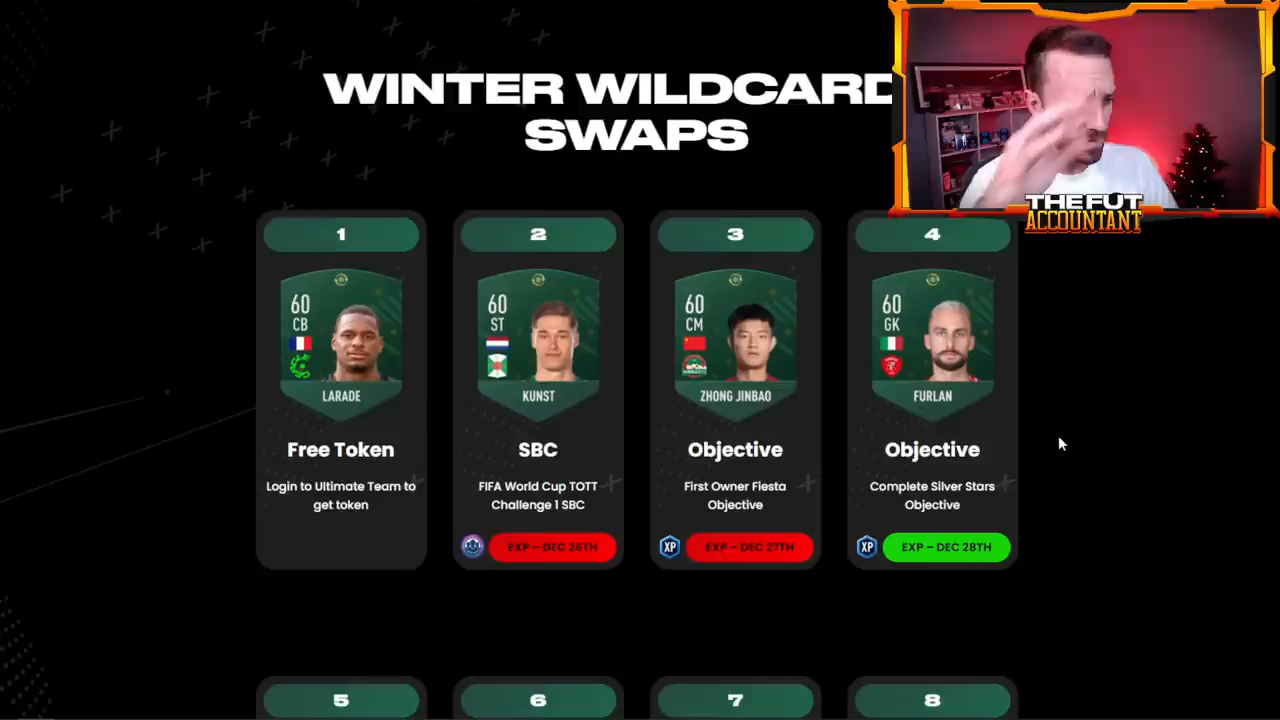 WINTER WILDCARD
SWAPS
THE FUT
ACCOUNTANT
1
60
CB
LARADE
Free Token
Login to Ultimate Team to
get token
2
60
ST
KUNST
SBC
FIFA World Cup TOTT
Challenge 1 SBC
EXP – DEC 26TH
3
60
CM
ZHONG JINBAO
Objective
First Owner Fiesta
Objective
XP
EXP – DEC 27TH
4
60
GK
FURLAN
Objective
Complete Silver Stars
Objective
XP
EXP – DEC 28TH
5
6
7
8